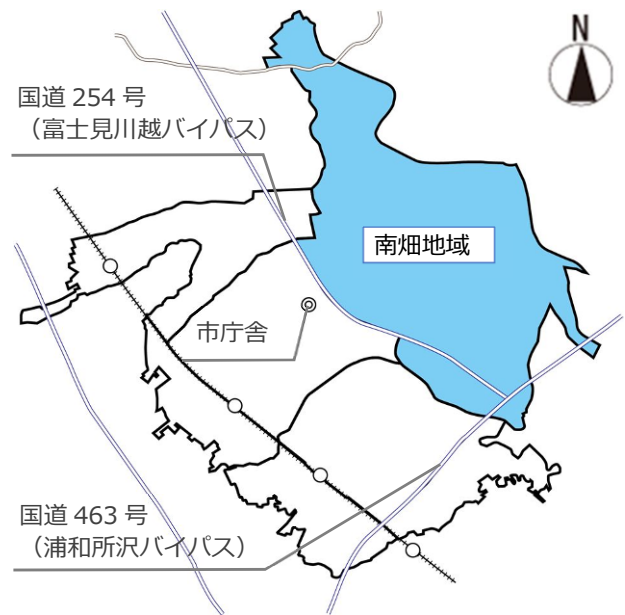 N
国道 254 号
（富士見川越バイパス）
南畑地域
市庁舎
国道 463 号
（浦和所沢バイパス）